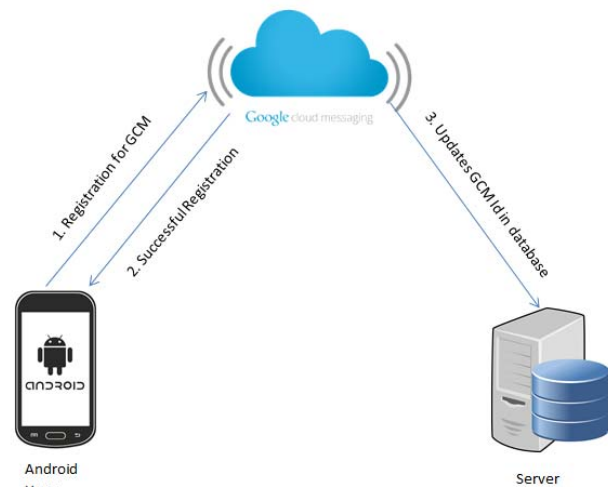 Google cloud messaging
1. Registration for GCM
2. Successful Registration
3. Updates GCM Id in database
ANDROID
Android
Server